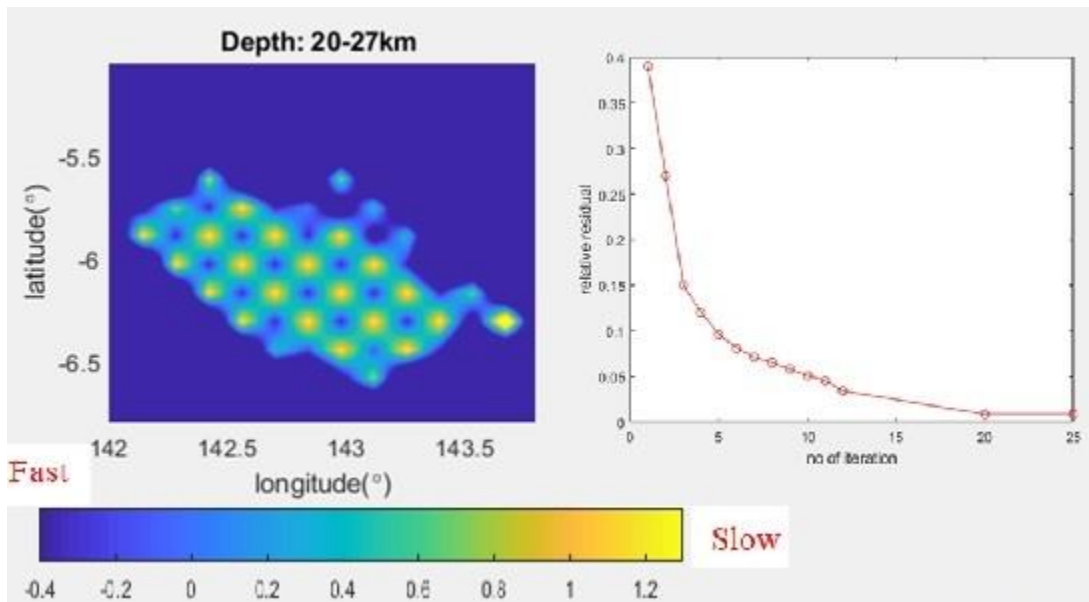 Depth: 20-27km
-5.5
-6
-6.5
latitude(°)
142 142.5 143 143.5
longitude(°)
0.4
0.35
0.3
0.25
0.2
0.15
0.1
0.05
0
relative residual
0 5 10 15 20 25
no of iteration
Fast
Slow
-0.4 -0.2 0 0.2 0.4 0.6 0.8 1 1.2